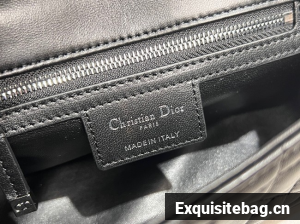 Christian Dior
PARIS
MADE IN ITALY
Exquisitebag.cn